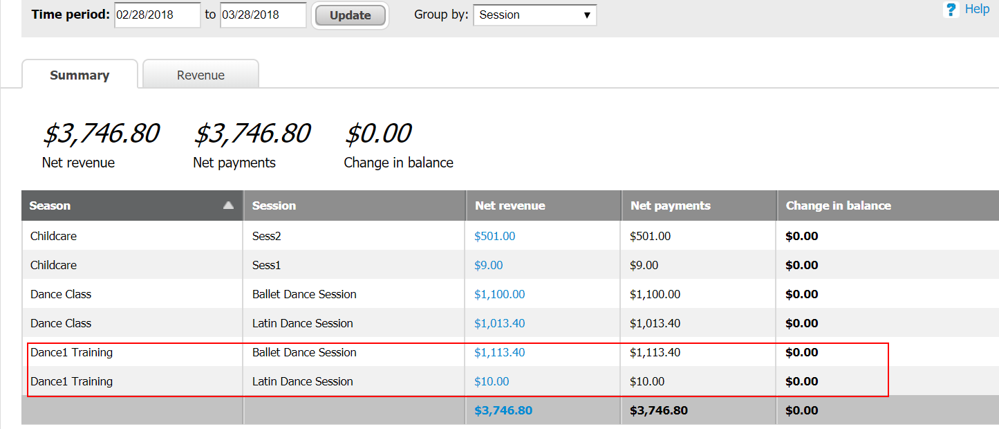 Time period: 02/28/2018 to 03/28/2018 Update Group by: Session ? Help
Summary Revenue
$3,746.80 $3,746.80 $0.00
Net revenue Net payments Change in balance
Season Session Net revenue Net payments Change in balance
Childcare Sess2 $501.00 $501.00 $0.00
Childcare Sess1 $9.00 $9.00 $0.00
Dance Class Ballet Dance Session $1,100.00 $1,100.00 $0.00
Dance Class Latin Dance Session $1,013.40 $1,013.40 $0.00
Dance1 Training Ballet Dance Session $1,113.40 $1,113.40 $0.00
Dance1 Training Latin Dance Session $10.00 $10.00 $0.00
$3,746.80 $3,746.80 $0.00